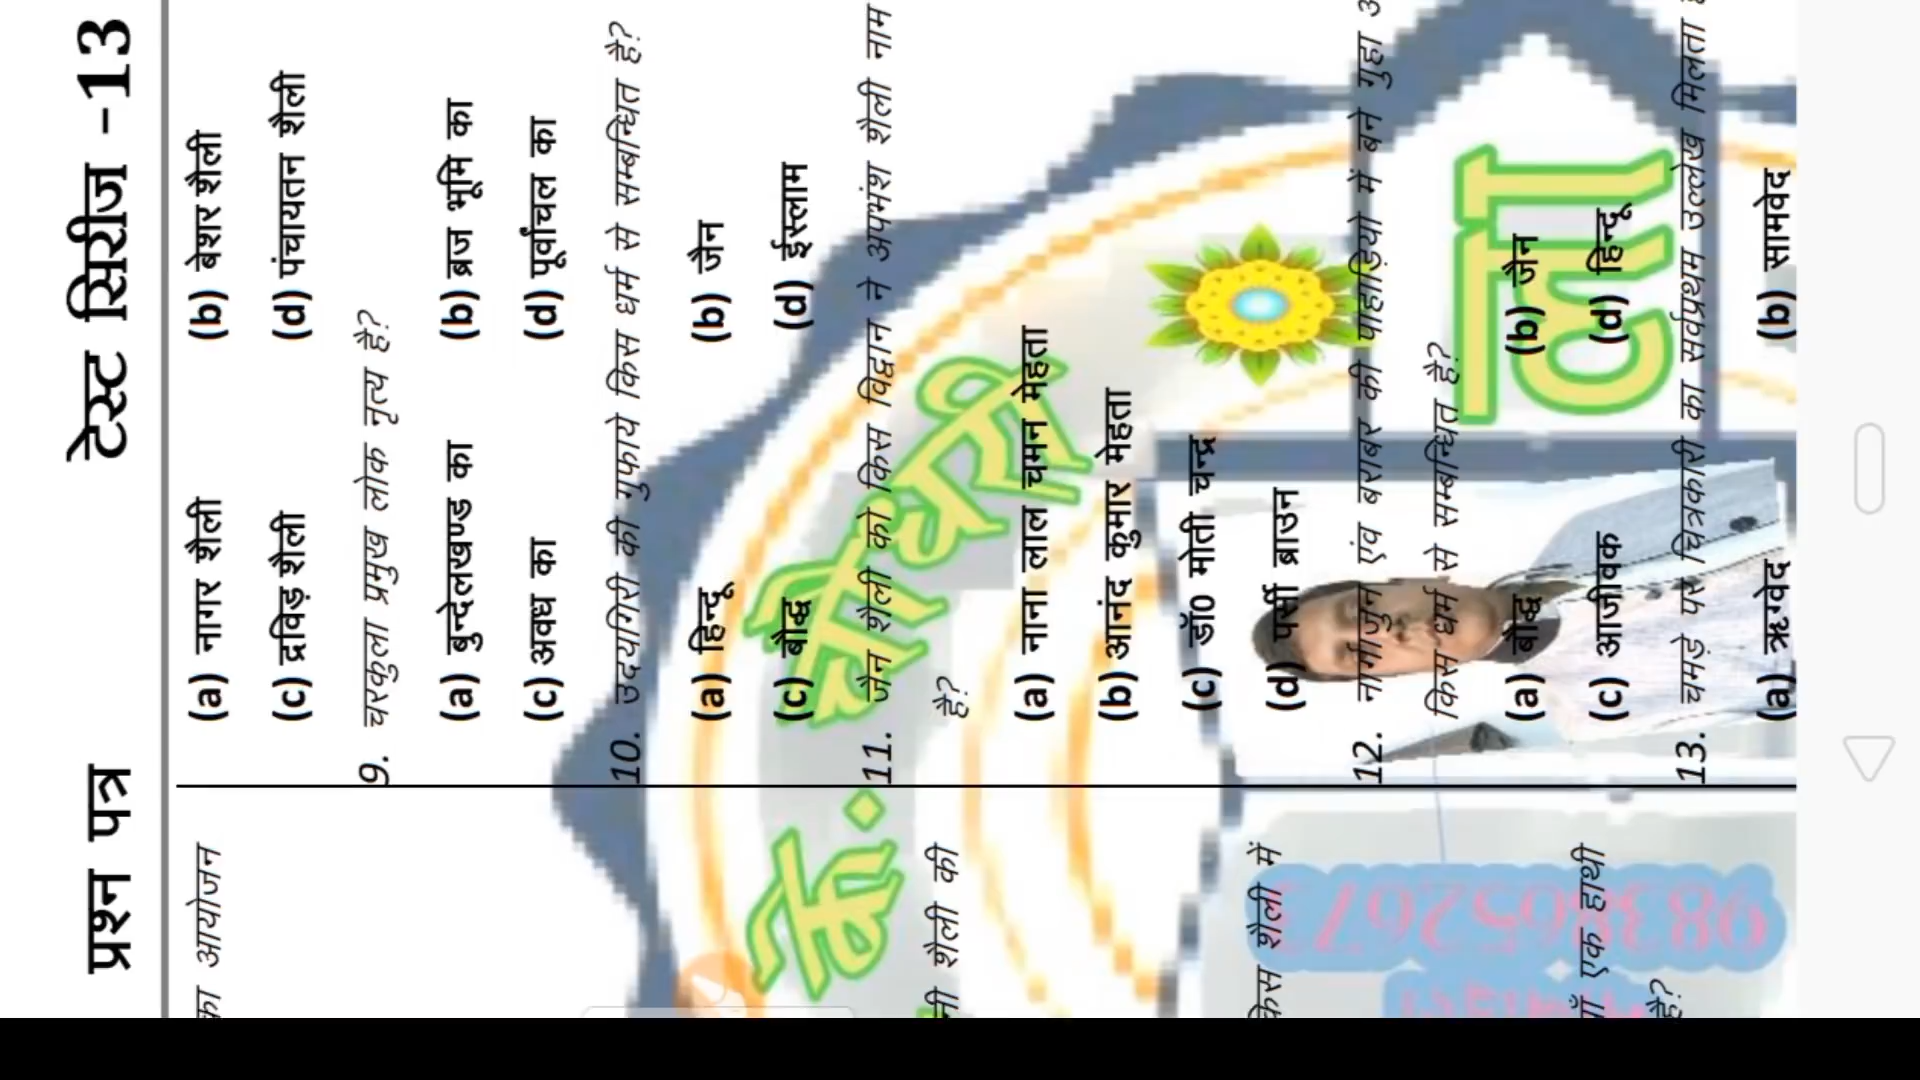 प्रश्न पत्र टेस्ट सिरीज -13
का आयोजन
नी शैली की
किस शैली में
एक हाथी
है?
(a) नागर शैली (b) बेशर शैली
(c) द्रविड़ शैली (d) पंचायतन शैली
9. चरकुला प्रमुख लोक नृत्य है?
(a) बुन्देलखण्ड का (b) ब्रज भूमि का
(c) अवध का (d) पूर्वांचल का
10. उदयगिरी की गुफाये किस धर्म से सम्बन्धित है?
(a) हिन्दू (b) जैन
(c) बौद्ध (d) ईस्लाम
11. जैन शैली को किस विद्वान ने अपभ्रंश शैली नाम
है?
(a) नाना लाल चमन मेहता
(b) आनंद कुमार मेहता
(c) डॉ0 मोती चन्द्र
(d) पर्सी ब्राउन
12. नागार्जुन एंव बराबर की पहाड़ियो में बने गुहा
किस धर्म से सम्बन्धित है?
(a) बौद्ध (b) जैन
(c) आजीवक (d) हिन्दू
13. चमड़े पर चित्रकारी का सर्वप्रथम उल्लेख मिलता
(a) ऋग्वेद (b) सामवेद
के. चौधरी
ला
9838652673